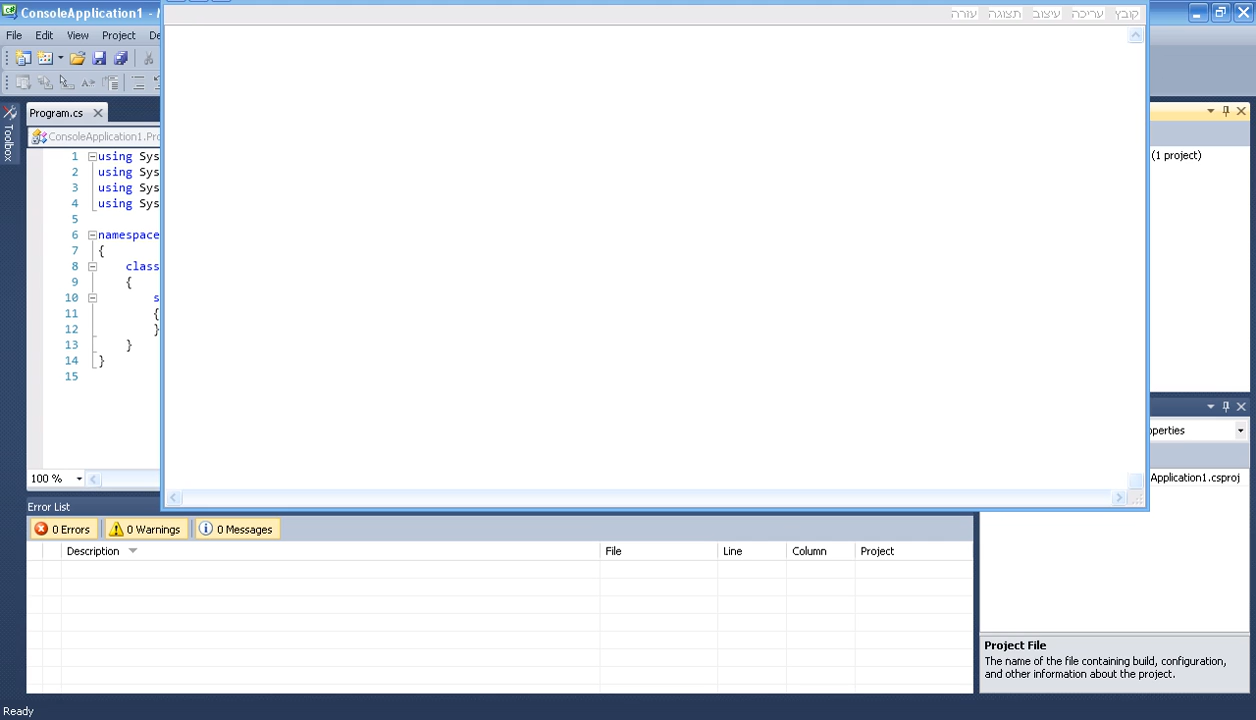 ConsoleApplication1 - M
קובץ עריכה עיצוב תצוגה עזרה
File Edit View Project De
Toolbox
Program.cs
ConsoleApplication1.Pro
(1 project)
1 using Sys
2 using Sys
3 using Sys
4 using Sys
5
6 namespace
7 {
8 class
9 {
10 s
11 {
12 }
13 }
14 }
15
operties
100 %
Application1.csproj
Error List
0 Errors 0 Warnings 0 Messages
Description File Line Column Project
Project File
The name of the file containing build, configuration,
and other information about the project.
Ready